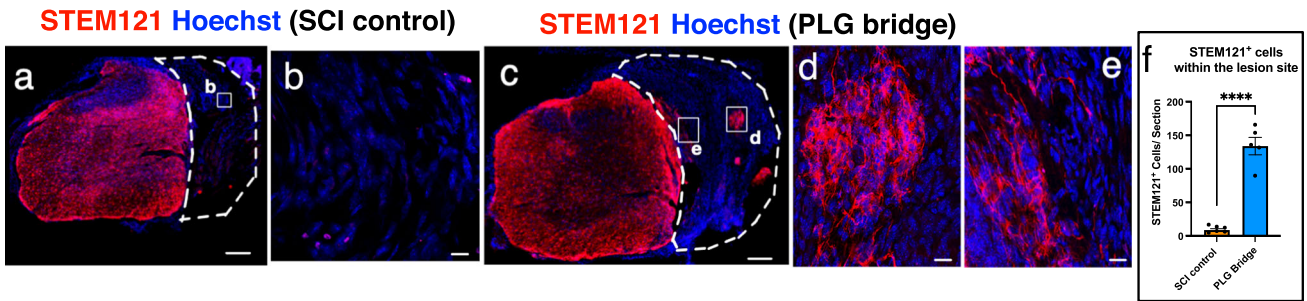 STEM121 Hoechst (SCI control)
STEM121 Hoechst (PLG bridge)
a
b
b
c
e
d
d
e
f
STEM121+ cells
within the lesion site
****
STEM121+ Cells/ Section
200
150
100
50
0
SCI control
PLG Bridge